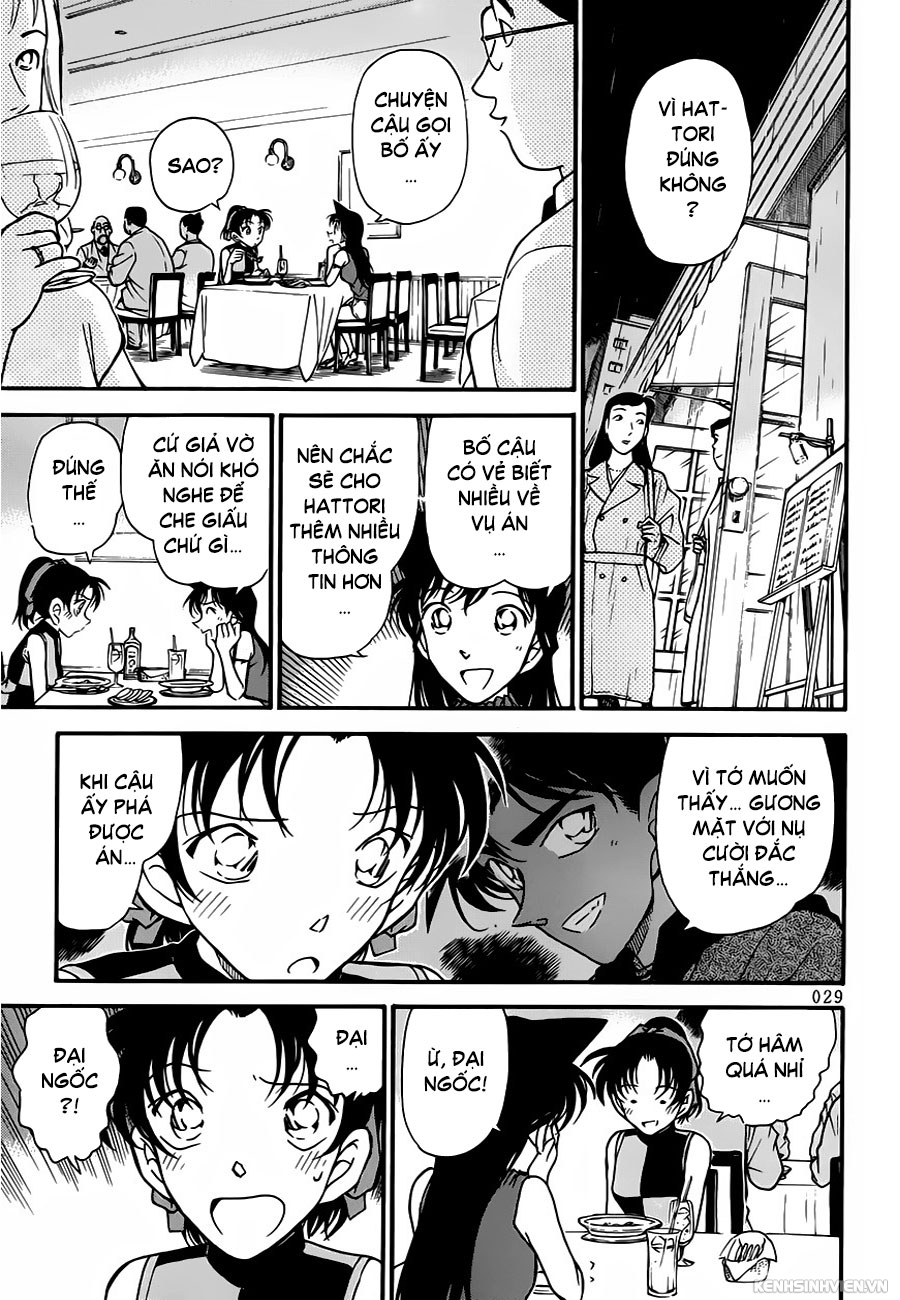 VÌ HAT-
TORI
ĐÚNG
KHÔNG
?
CHUYỆN
CẬU GỌI
BỐ ẤY
...
SAO?
BỐ CẬU
CÓ VẺ BIẾT
NHIỀU VỀ
VỤ ÁN
...
NÊN CHẮC
SẼ CHO
HATTORI
THÊM NHIỀU
THÔNG
TIN HƠN
...
CỨ GIẢ VỜ
ĂN NÓI KHÓ
NGHE ĐỂ
CHE GIẤU
CHỨ GÌ...
ĐÚNG
THẾ
...
VÌ TỚ MUỐN
THẤY... GƯƠNG
MẶT VỚI NỤ
CƯỜI ĐẮC
THẮNG...
KHI CẬU
ẤY PHÁ
ĐƯỢC
ÁN...
029
TỚ HÂM
QUÁ NHỈ
...
Ừ, ĐẠI
NGỐC!
ĐẠI
...
ĐẠI
NGỐC
?!
KENHSINHVIEN.VN